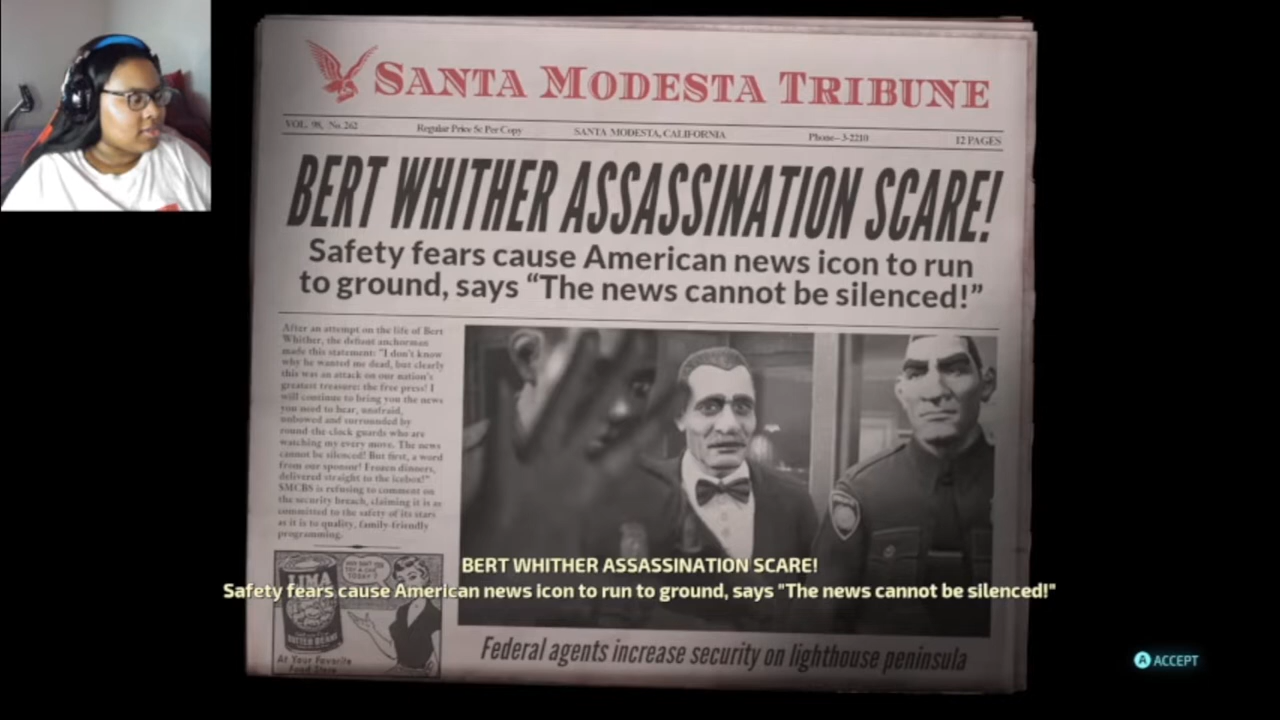 SANTA MODESTA TRIBUNE
VOL. 98, No. 262 Regular Price 5c Per Copy SANTA MODESTA, CALIFORNIA Phone—3-2210 12 PAGES
BERT WHITHER ASSASSINATION SCARE!
Safety fears cause American news icon to run
to ground, says “The news cannot be silenced!”
After an attempt on the life of Bert
Whither, the defiant anchorman
made this statement: "I don't know
why he wanted me dead, but clearly
this was an attack on our nation's
greatest treasure: the free press! I
will continue to bring you the news
you need to hear, unafraid,
unbowed and surrounded by
round-the-clock guards who are
watching my every move. The news
cannot be silenced! But first, a word
from our sponsor! Frozen dinners,
delivered straight to the icebox!"
SMCBS is refusing to comment on
the security breach, claiming it is as
committed to the safety of its stars
as it is to quality, family-friendly
programming.
LIMA
BUTTER BEANS
At Your Favorite
Food Store
BERT WHITHER ASSASSINATION SCARE!
Safety fears cause American news icon to run to ground, says "The news cannot be silenced!"
Federal agents increase security on lighthouse peninsula
A ACCEPT